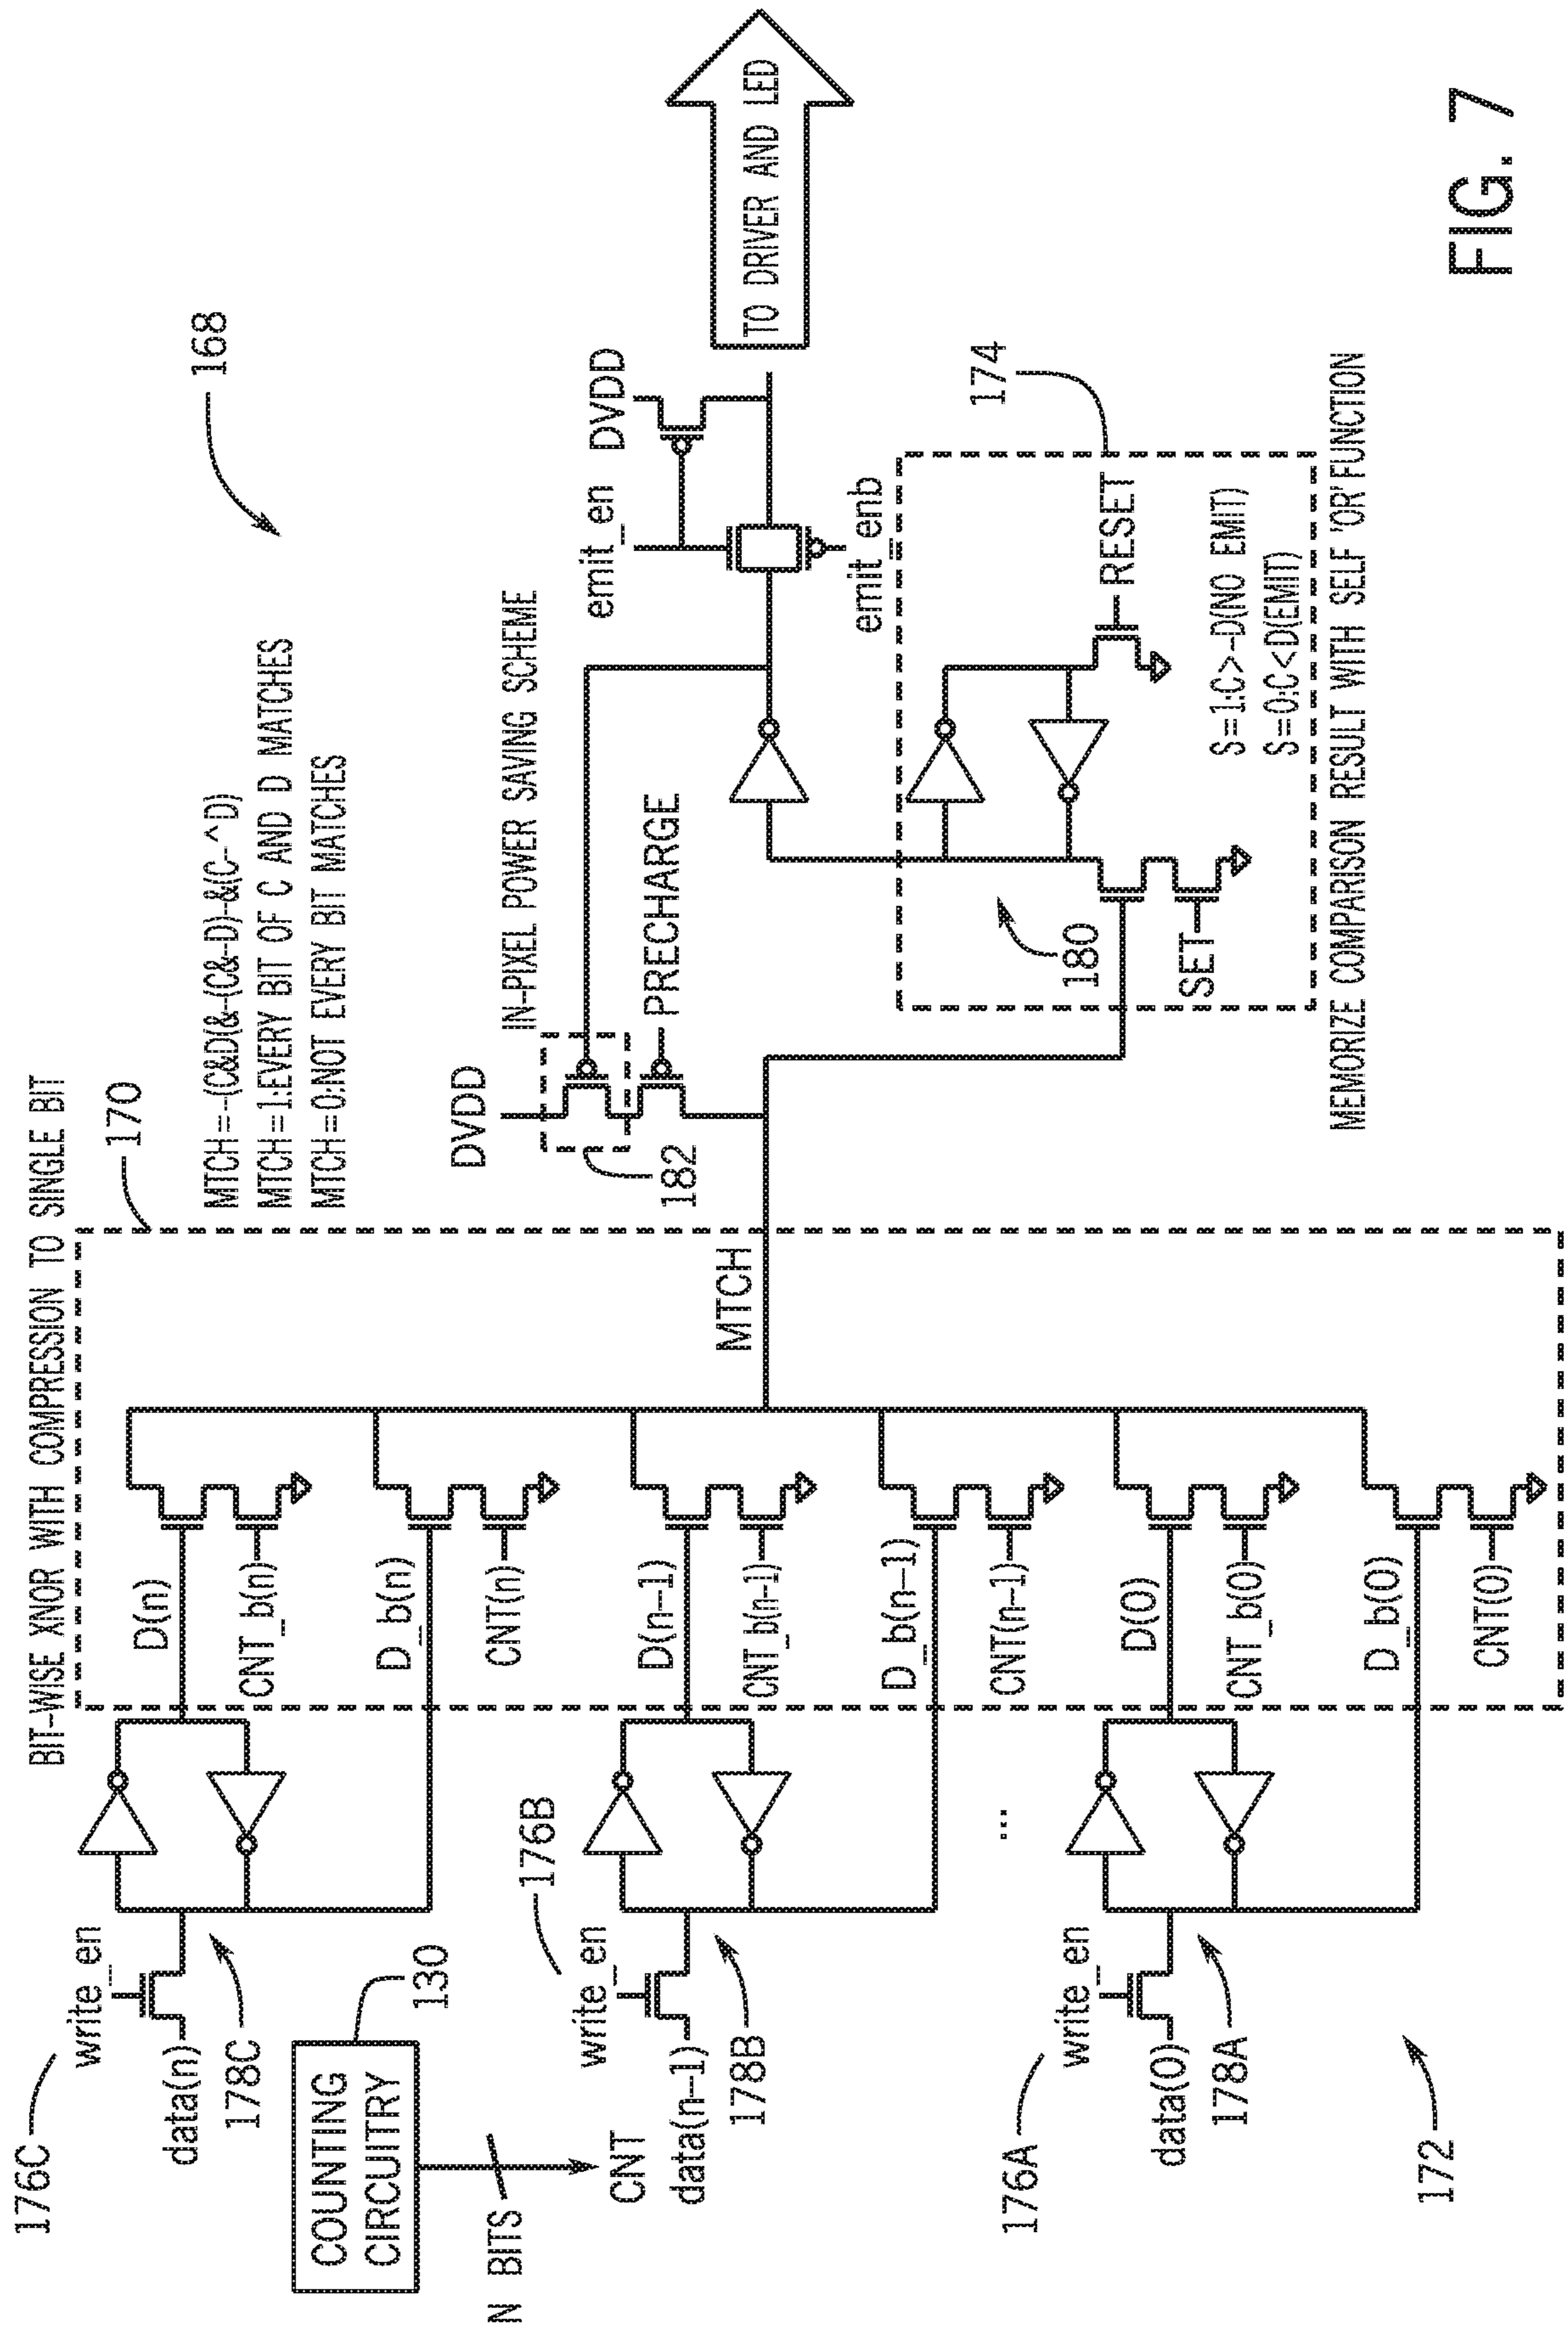 BIT-WISE XNOR WITH COMPRESSION TO SINGLE BIT
170
168
MTCH=~(C&D(&~(C&~D)~&(C~^D)
MTCH=1:EVERY BIT OF C AND D MATCHES
MTCH=0:NOT EVERY BIT MATCHES
176C
write_en
data(n)
178C
D(n)
CNT_b(n)
D_b(n)
CNT(n)
COUNTING
CIRCUITRY
130
N BITS
CNT
176B
write_en
data(n-1)
178B
D(n-1)
CNT_b(n-1)
D_b(n-1)
CNT(n-1)
...
176A
write_en
data(0)
178A
172
D(0)
CNT_b(0)
D_b(0)
CNT(0)
MTCH
DVDD
182
IN-PIXEL POWER SAVING SCHEME
PRECHARGE
emit_en
DVDD
emit_enb
TO DRIVER AND LED
174
180
SET
RESET
S=1:C>-D(NO EMIT)
S=0:C<D(EMIT)
MEMORIZE COMPARISON RESULT WITH SELF 'OR' FUNCTION
FIG. 7